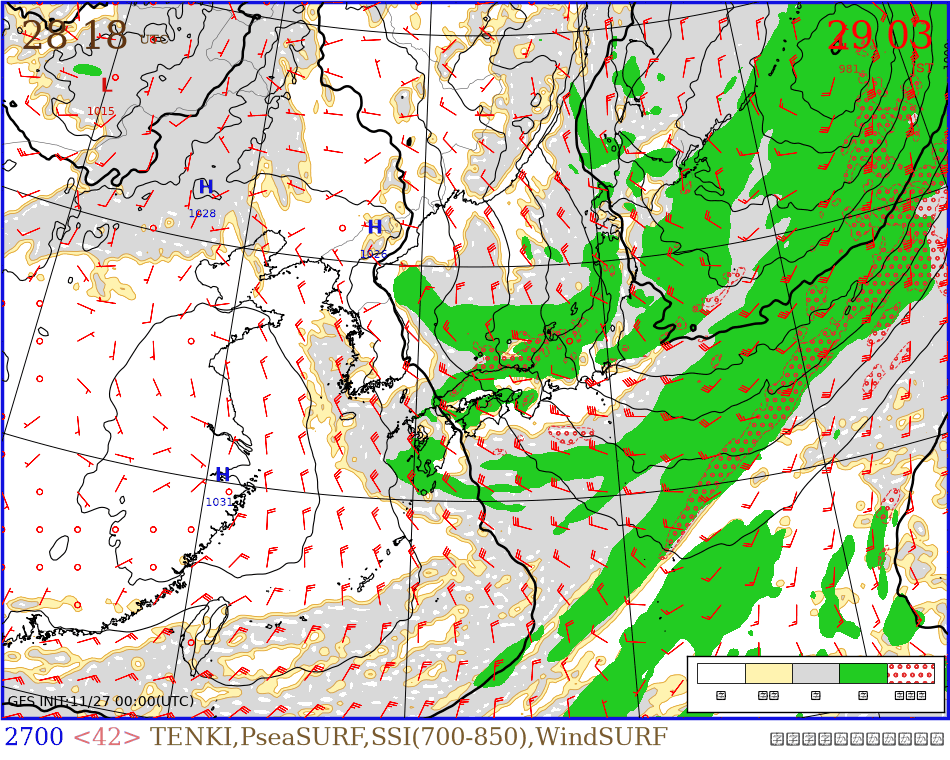 28 18
29 03
981
ST
L
1015
H
1028
H
1026
H
1031
GFS INIT:11/27 00:00(UTC)
2700 <42> TENKI,PseaSURF,SSI(700-850),WindSURF